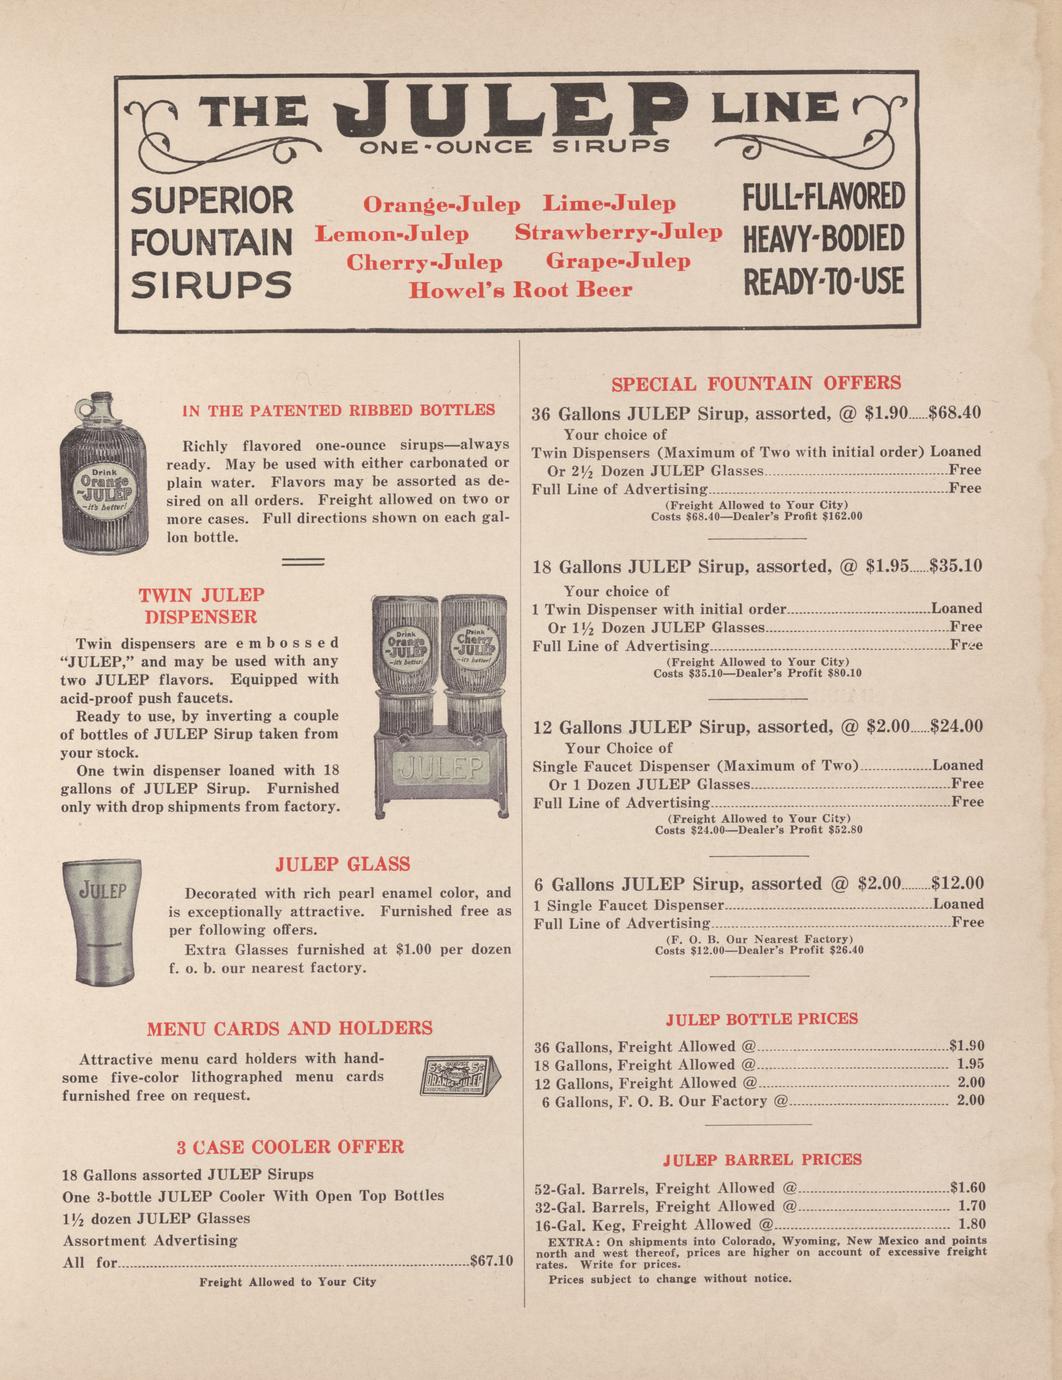 THE JULEP LINE
ONE-OUNCE SIRUPS
SUPERIOR
FOUNTAIN
SIRUPS
Orange-Julep Lime-Julep
Lemon-Julep Strawberry-Julep
Cherry-Julep Grape-Julep
Howel's Root Beer
FULL-FLAVORED
HEAVY-BODIED
READY-TO-USE
IN THE PATENTED RIBBED BOTTLES
Richly flavored one-ounce sirups—always
ready. May be used with either carbonated or
plain water. Flavors may be assorted as de-
sired on all orders. Freight allowed on two or
more cases. Full directions shown on each gal-
lon bottle.
Drink
Orange
-JULEP
-it's better!
TWIN JULEP
DISPENSER
Twin dispensers are embossed
"JULEP," and may be used with any
two JULEP flavors. Equipped with
acid-proof push faucets.
Ready to use, by inverting a couple
of bottles of JULEP Sirup taken from
your stock.
One twin dispenser loaned with 18
gallons of JULEP Sirup. Furnished
only with drop shipments from factory.
Drink
Orange
-JULEP
-it's better!
Drink
Cherry
-JULEP
-it's better!
JULEP
JULEP
JULEP GLASS
Decorated with rich pearl enamel color, and
is exceptionally attractive. Furnished free as
per following offers.
Extra Glasses furnished at $1.00 per dozen
f. o. b. our nearest factory.
MENU CARDS AND HOLDERS
Attractive menu card holders with hand-
some five-color lithographed menu cards
furnished free on request.
5¢ 5¢
ORANGE-JULEP
3 CASE COOLER OFFER
18 Gallons assorted JULEP Sirups
One 3-bottle JULEP Cooler With Open Top Bottles
1½ dozen JULEP Glasses
Assortment Advertising
All for $67.10
Freight Allowed to Your City
SPECIAL FOUNTAIN OFFERS
36 Gallons JULEP Sirup, assorted, @ $1.90 $68.40
Your choice of
Twin Dispensers (Maximum of Two with initial order) Loaned
Or 2½ Dozen JULEP Glasses Free
Full Line of Advertising Free
(Freight Allowed to Your City)
Costs $68.40—Dealer's Profit $162.00
18 Gallons JULEP Sirup, assorted, @ $1.95 $35.10
Your choice of
1 Twin Dispenser with initial order Loaned
Or 1½ Dozen JULEP Glasses Free
Full Line of Advertising Free
(Freight Allowed to Your City)
Costs $35.10—Dealer's Profit $80.10
12 Gallons JULEP Sirup, assorted, @ $2.00 $24.00
Your Choice of
Single Faucet Dispenser (Maximum of Two) Loaned
Or 1 Dozen JULEP Glasses Free
Full Line of Advertising Free
(Freight Allowed to Your City)
Costs $24.00—Dealer's Profit $52.80
6 Gallons JULEP Sirup, assorted @ $2.00 $12.00
1 Single Faucet Dispenser Loaned
Full Line of Advertising Free
(F. O. B. Our Nearest Factory)
Costs $12.00—Dealer's Profit $26.40
JULEP BOTTLE PRICES
36 Gallons, Freight Allowed @ $1.90
18 Gallons, Freight Allowed @ 1.95
12 Gallons, Freight Allowed @ 2.00
6 Gallons, F. O. B. Our Factory @ 2.00
JULEP BARREL PRICES
52-Gal. Barrels, Freight Allowed @ $1.60
32-Gal. Barrels, Freight Allowed @ 1.70
16-Gal. Keg, Freight Allowed @ 1.80
EXTRA: On shipments into Colorado, Wyoming, New Mexico and points
north and west thereof, prices are higher on account of excessive freight
rates. Write for prices.
Prices subject to change without notice.